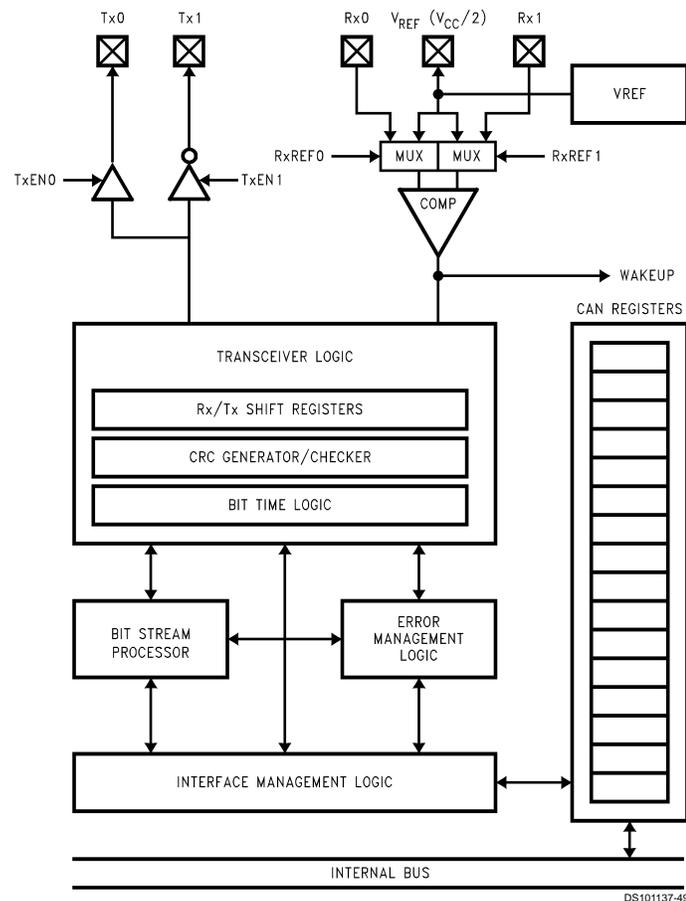 Tx0 Tx1 Rx0 VREF (VCC/2) Rx1
VREF
RxREF0 MUX MUX RxREF1
TxEN0 TxEN1
COMP
WAKEUP
CAN REGISTERS
TRANSCEIVER LOGIC
Rx/Tx SHIFT REGISTERS
CRC GENERATOR/CHECKER
BIT TIME LOGIC
BIT STREAM
PROCESSOR
ERROR
MANAGEMENT
LOGIC
INTERFACE MANAGEMENT LOGIC
INTERNAL BUS
DS101137-49